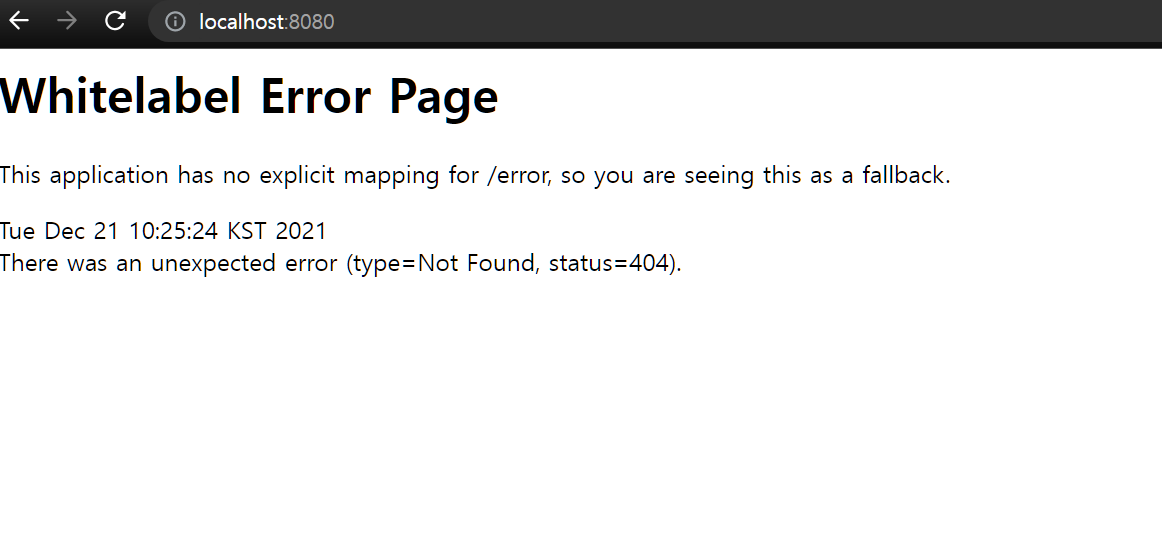 localhost:8080
Whitelabel Error Page
This application has no explicit mapping for /error, so you are seeing this as a fallback.
Tue Dec 21 10:25:24 KST 2021
There was an unexpected error (type=Not Found, status=404).